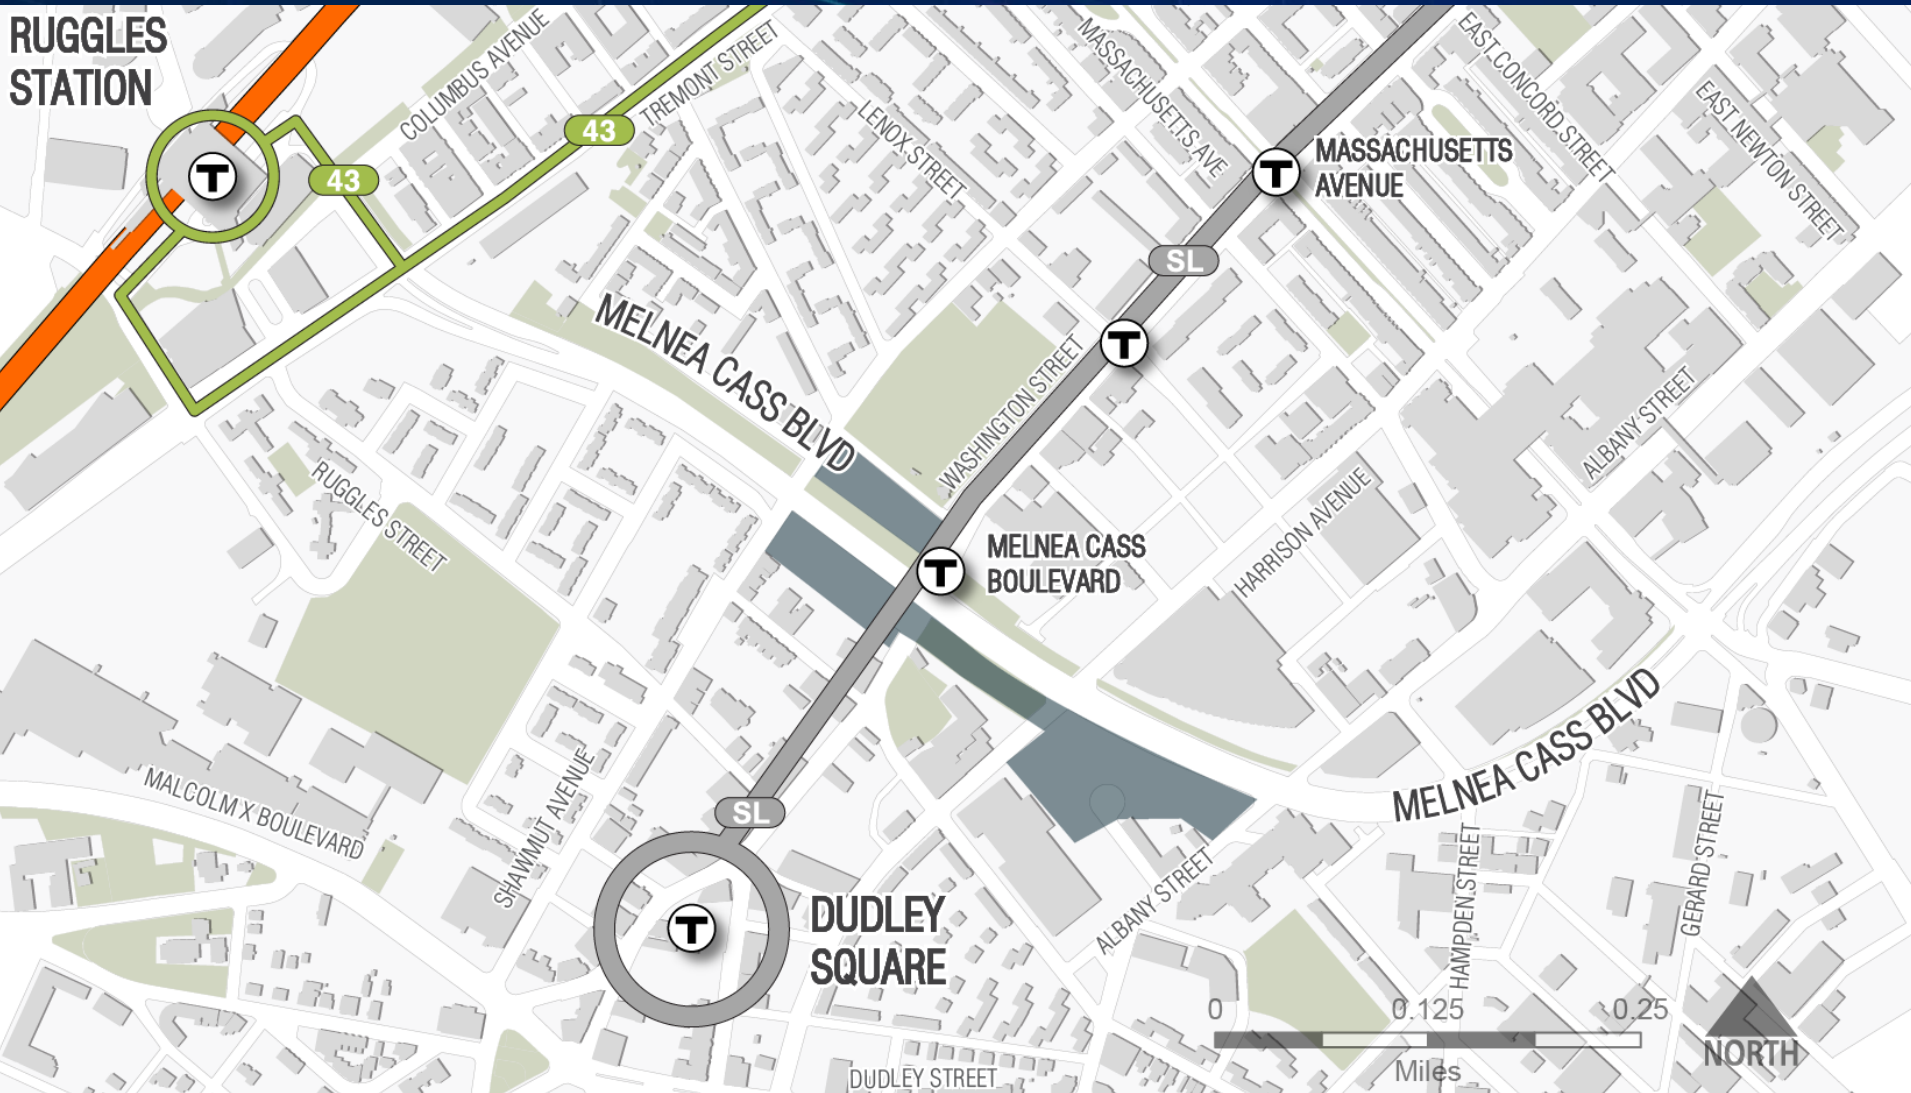 RUGGLES
STATION
COLUMBUS AVENUE
TREMONT STREET
43
43
LENOX STREET
MASSACHUSETTS AVE
EAST CONCORD STREET
EAST NEWTON STREET
T
T
MASSACHUSETTS
AVENUE
SL
T
MELNEA CASS BLVD
WASHINGTON STREET
ALBANY STREET
RUGGLES STREET
HARRISON AVENUE
T
MELNEA CASS
BOULEVARD
MELNEA CASS BLVD
MALCOLM X BOULEVARD
SHAWMUT AVENUE
SL
T
DUDLEY
SQUARE
ALBANY STREET
HAMPDEN STREET
GERARD STREET
0 0.125 0.25
Miles
NORTH
DUDLEY STREET